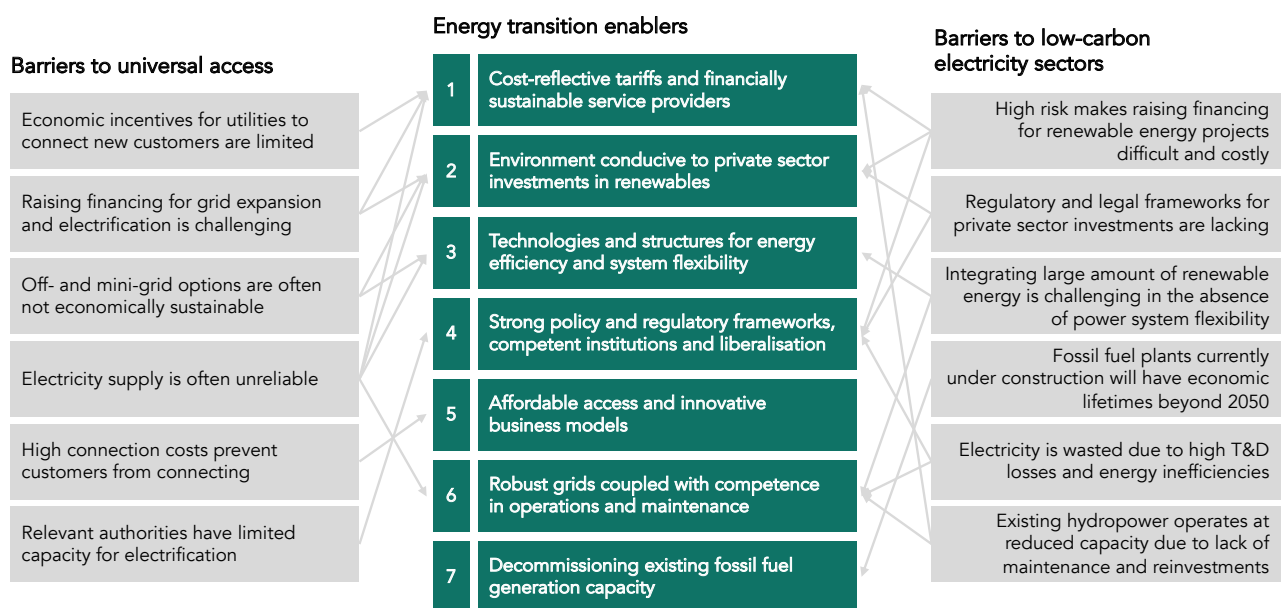 Barriers to universal access
Economic incentives for utilities to
connect new customers are limited
Raising financing for grid expansion
and electrification is challenging
Off- and mini-grid options are often
not economically sustainable
Electricity supply is often unreliable
High connection costs prevent
customers from connecting
Relevant authorities have limited
capacity for electrification
Energy transition enablers
1
Cost-reflective tariffs and financially
sustainable service providers
2
Environment conducive to private sector
investments in renewables
3
Technologies and structures for energy
efficiency and system flexibility
4
Strong policy and regulatory frameworks,
competent institutions and liberalisation
5
Affordable access and innovative
business models
6
Robust grids coupled with competence
in operations and maintenance
7
Decommissioning existing fossil fuel
generation capacity
Barriers to low-carbon
electricity sectors
High risk makes raising financing
for renewable energy projects
difficult and costly
Regulatory and legal frameworks for
private sector investments are lacking
Integrating large amount of renewable
energy is challenging in the absence
of power system flexibility
Fossil fuel plants currently
under construction will have economic
lifetimes beyond 2050
Electricity is wasted due to high T&D
losses and energy inefficiencies
Existing hydropower operates at
reduced capacity due to lack of
maintenance and reinvestments